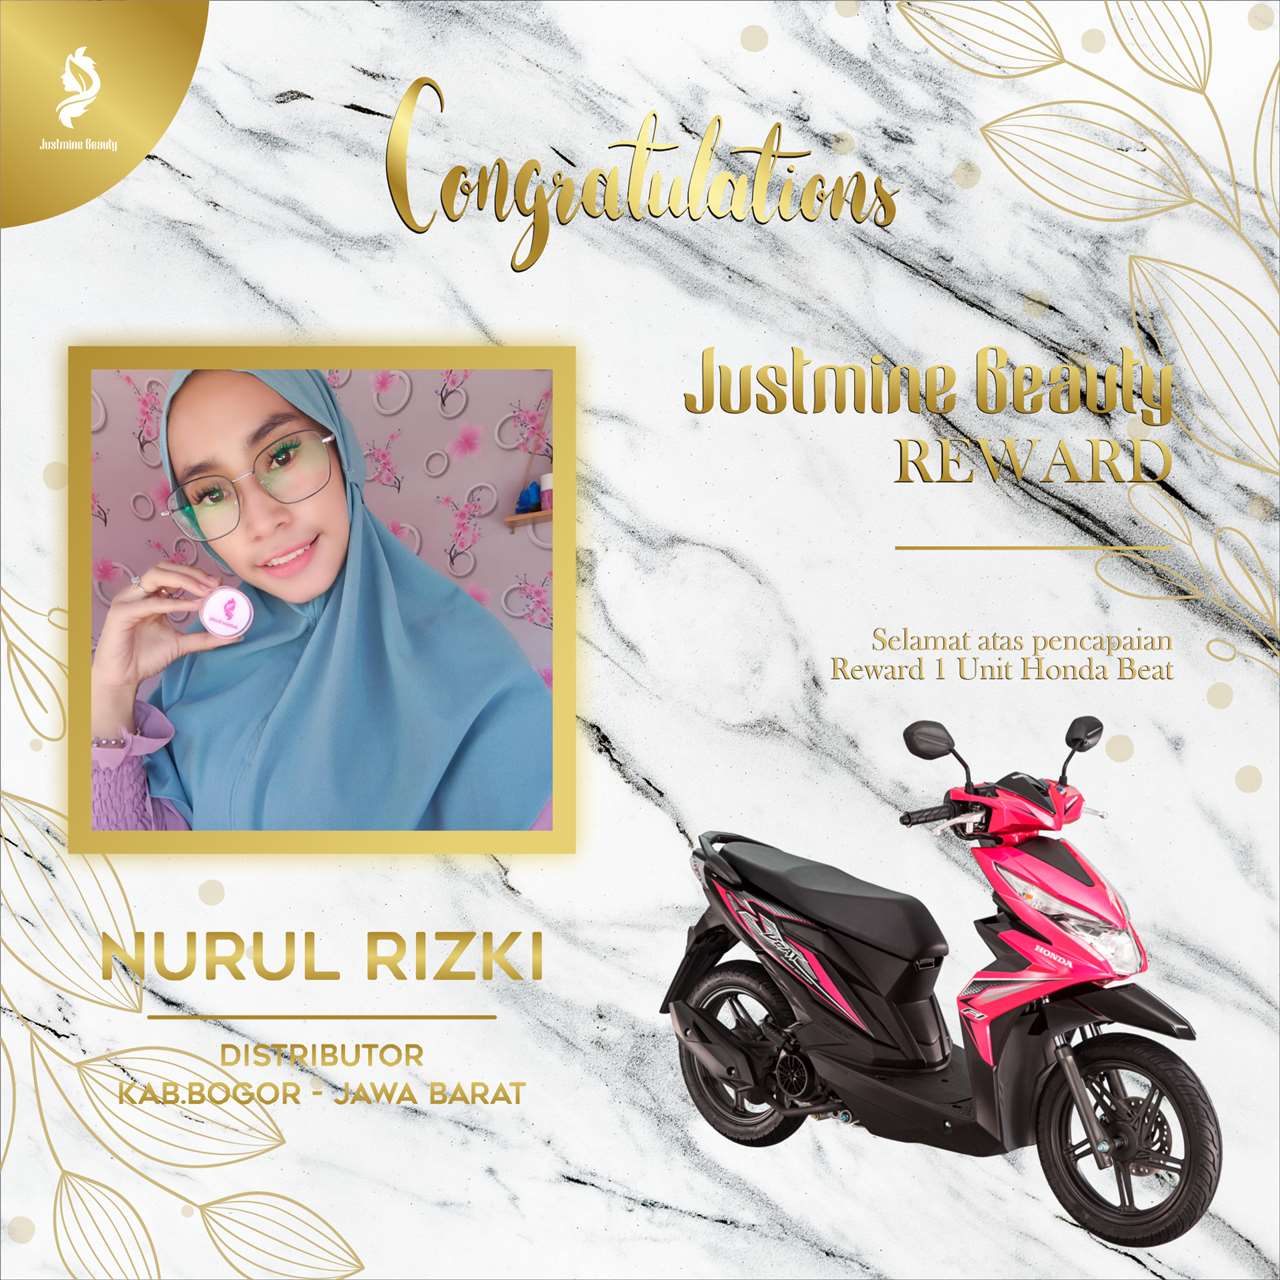 Justmine Beauty
Congratulations
Justmine Beauty
REWARD
Selamat atas pencapaian
Reward 1 Unit Honda Beat
HONDA
NURUL RIZKI
DISTRIBUTOR
KAB.BOGOR - JAWA BARAT